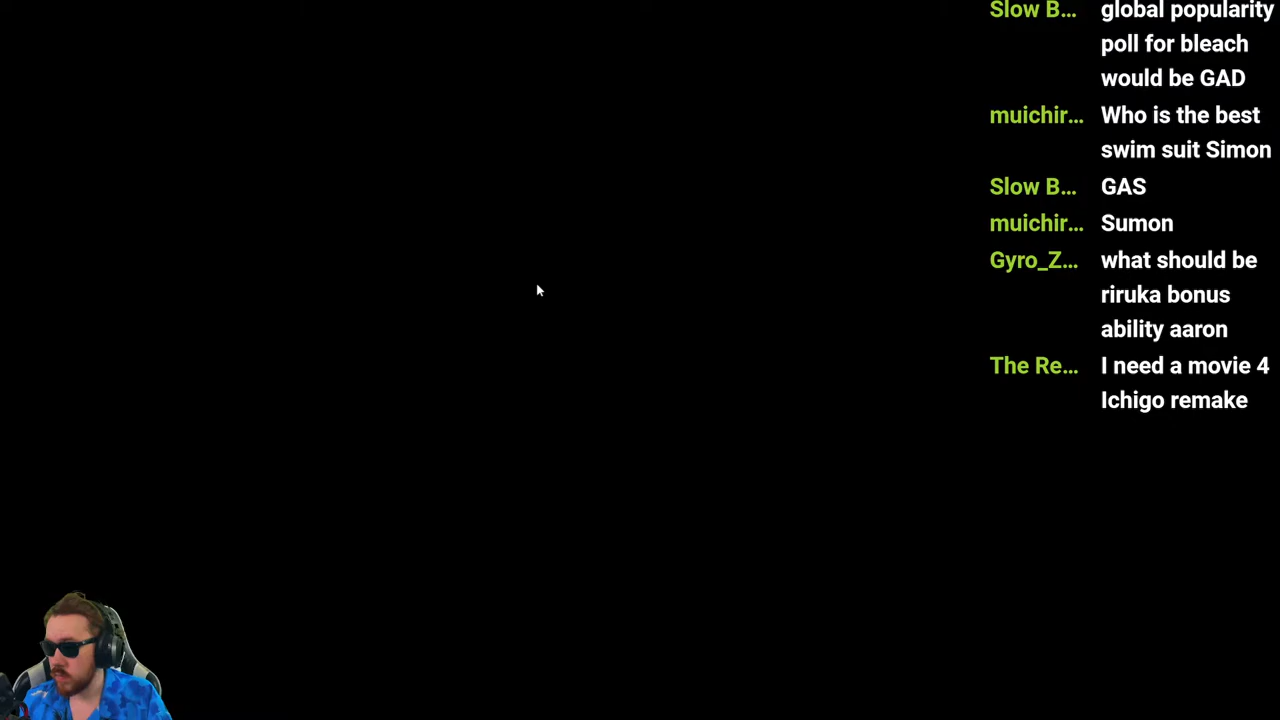 Slow B... global popularity
poll for bleach
would be GAD
muichir... Who is the best
swim suit Simon
Slow B... GAS
muichir... Sumon
Gyro_Z... what should be
riruka bonus
ability aaron
The Re... I need a movie 4
Ichigo remake